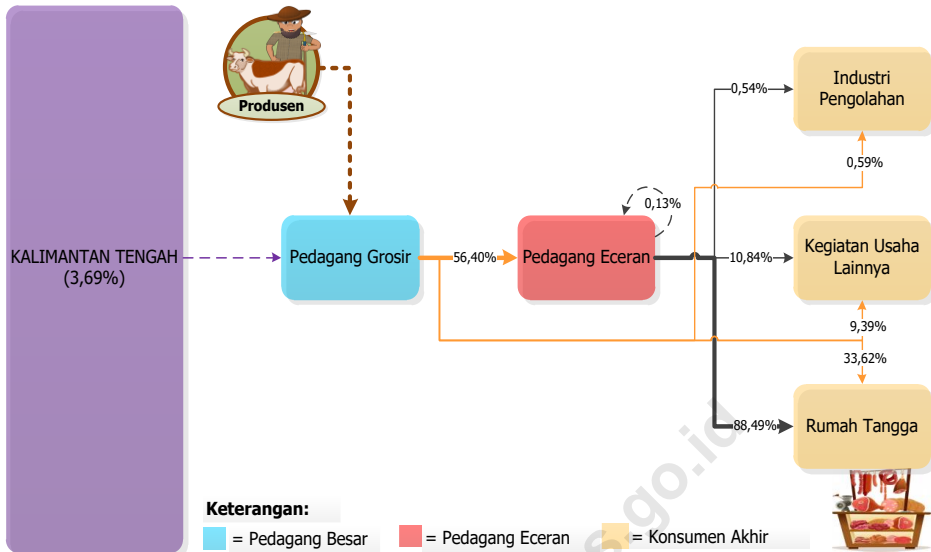 Produsen
KALIMANTAN TENGAH
(3,69%)
Pedagang Grosir
56,40%
Pedagang Eceran
0,13%
0,54%
Industri
Pengolahan
0,59%
10,84%
Kegiatan Usaha
Lainnya
9,39%
33,62%
88,49%
Rumah Tangga
Keterangan:
= Pedagang Besar
= Pedagang Eceran
= Konsumen Akhir
s.go.id